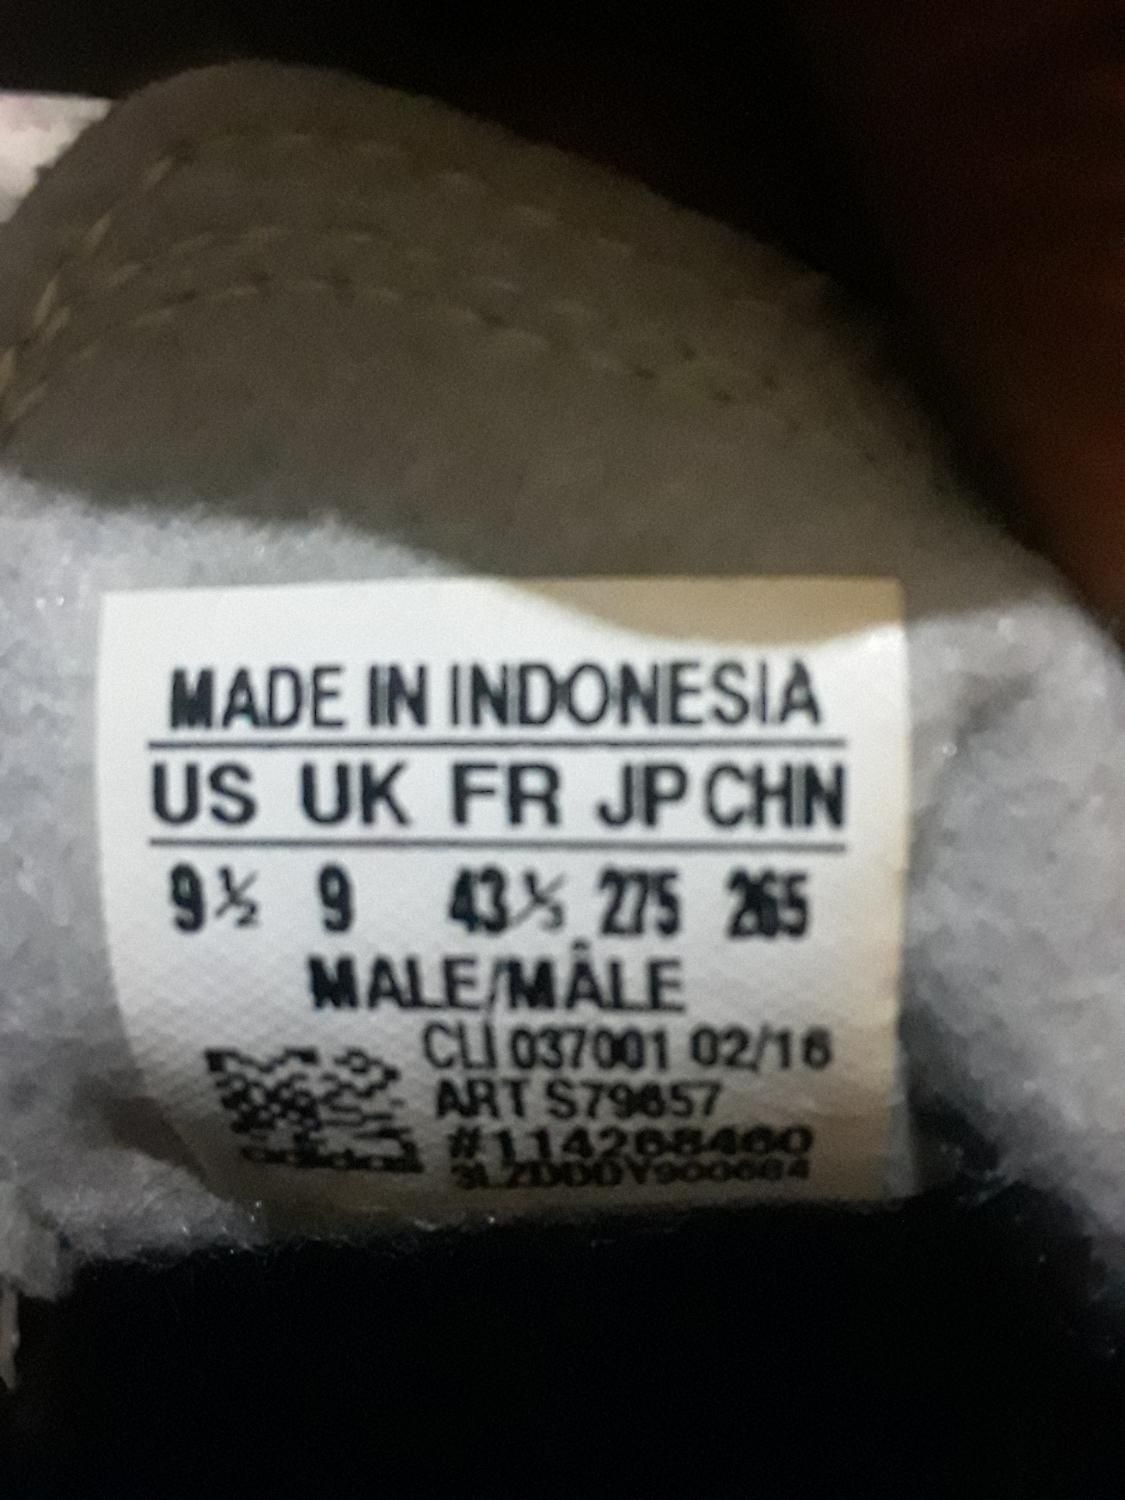 MADE IN INDONESIA
US UK FR JP CHN
9½ 9 43⅓ 275 265
MALE/MÂLE
CLI 037001 02/16
ART S79657
#114268460
adidas